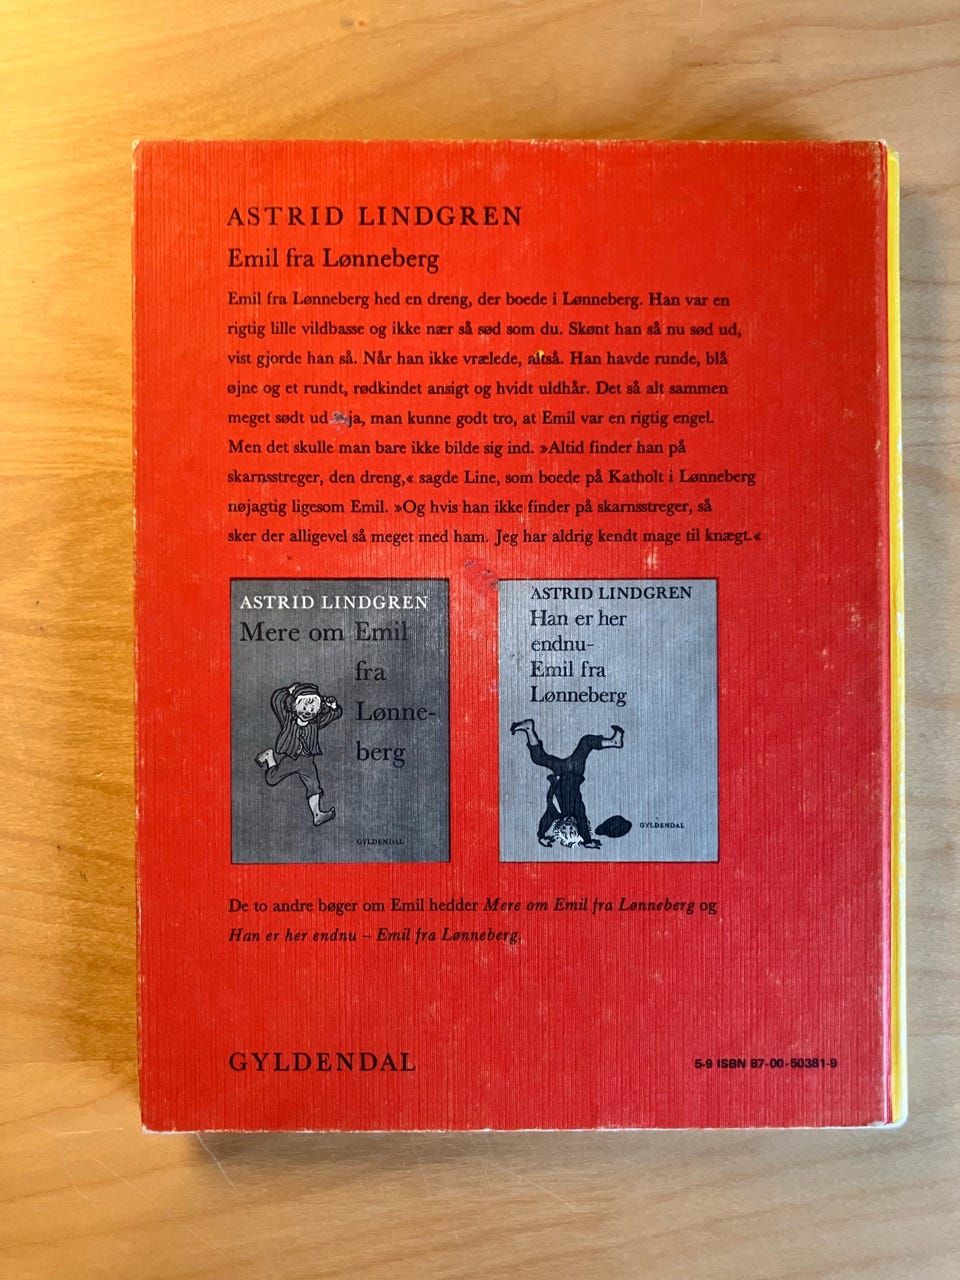 ASTRID LINDGREN
Emil fra Lønneberg
Emil fra Lønneberg hed en dreng, der boede i Lønneberg. Han var en
rigtig lille vildbasse og ikke nær så sød som du. Skønt han så nu sød ud,
vist gjorde han så. Når han ikke vrælede, altså. Han havde runde, blå
øjne og et rundt, rødkindet ansigt og hvidt uldhår. Det så alt sammen
meget sødt ud ja, man kunne godt tro, at Emil var en rigtig engel.
Men det skulle man bare ikke bilde sig ind. »Altid finder han på
skarnsstreger, den dreng,« sagde Line, som boede på Katholt i Lønneberg
nøjagtig ligesom Emil. »Og hvis han ikke finder på skarnsstreger, så
sker der alligevel så meget med ham. Jeg har aldrig kendt mage til knægt.«
ASTRID LINDGREN
Mere om Emil
fra
Lønne-
berg
GYLDENDAL
ASTRID LINDGREN
Han er her
endnu-
Emil fra
Lønneberg
GYLDENDAL
De to andre bøger om Emil hedder Mere om Emil fra Lønneberg og
Han er her endnu – Emil fra Lønneberg.
GYLDENDAL
5-9 ISBN 87-00-50381-9